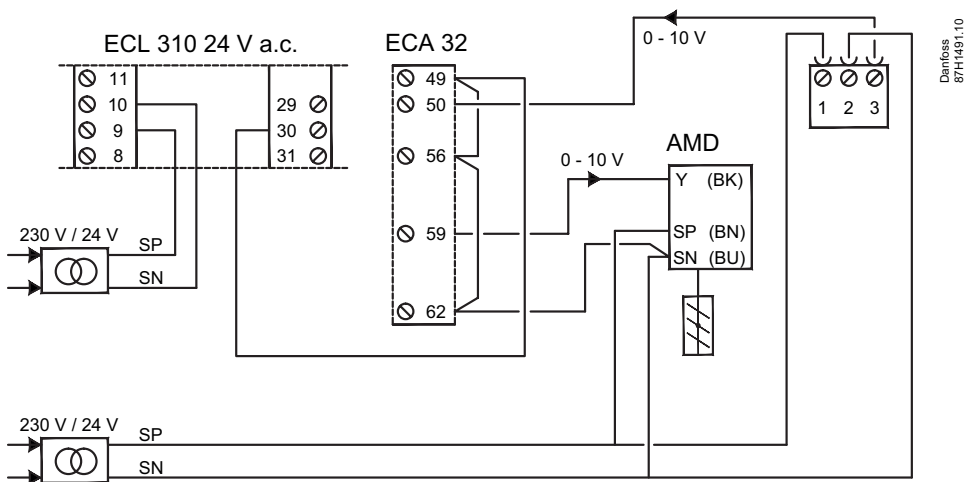 ECL 310 24 V a.c.
11
10
9
8
29
30
31
230 V / 24 V
SP
SN
ECA 32
49
50
56
59
62
0 - 10 V
0 - 10 V
AMD
Y (BK)
SP (BN)
SN (BU)
1 2 3
230 V / 24 V
SP
SN
Danfoss
87H1491.10